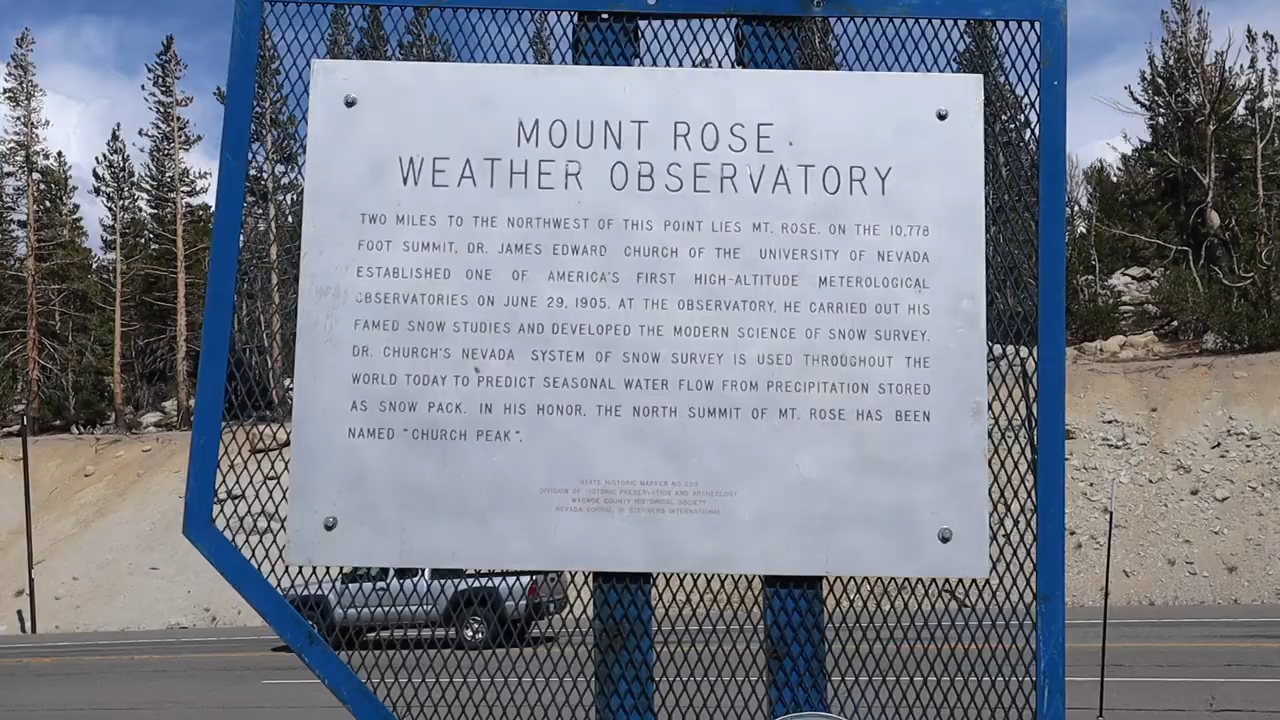 MOUNT ROSE
WEATHER OBSERVATORY
TWO MILES TO THE NORTHWEST OF THIS POINT LIES MT. ROSE. ON THE 10,778
FOOT SUMMIT, DR. JAMES EDWARD CHURCH OF THE UNIVERSITY OF NEVADA
ESTABLISHED ONE OF AMERICA'S FIRST HIGH-ALTITUDE METEROLOGICAL
OBSERVATORIES ON JUNE 29, 1905. AT THE OBSERVATORY, HE CARRIED OUT HIS
FAMED SNOW STUDIES AND DEVELOPED THE MODERN SCIENCE OF SNOW SURVEY.
DR. CHURCH'S NEVADA SYSTEM OF SNOW SURVEY IS USED THROUGHOUT THE
WORLD TODAY TO PREDICT SEASONAL WATER FLOW FROM PRECIPITATION STORED
AS SNOW PACK. IN HIS HONOR, THE NORTH SUMMIT OF MT. ROSE HAS BEEN
NAMED "CHURCH PEAK".
STATE HISTORIC MARKER NO.
DIVISION OF HISTORIC PRESERVATION AND ARCHEOLOGY
WASHOE COUNTY HISTORICAL SOCIETY
NEVADA CORRAL OF WESTERNERS INTERNATIONAL